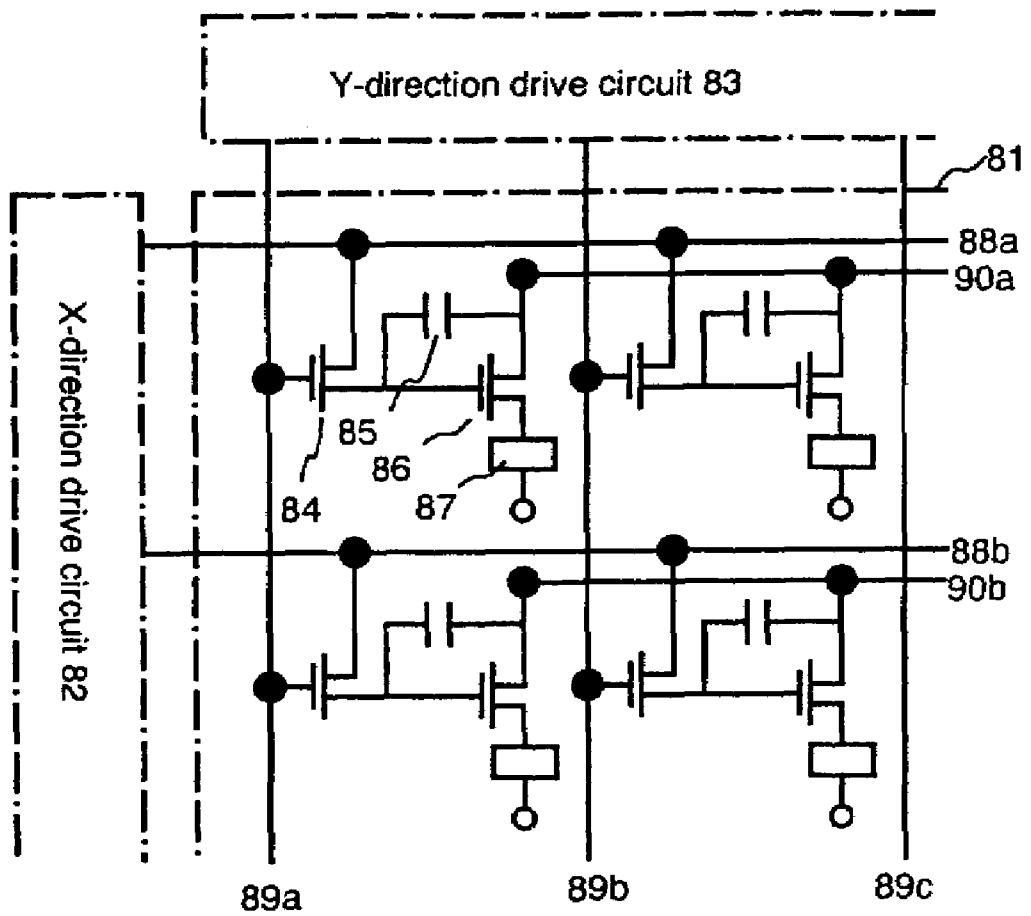 Y-direction drive circuit 83
81
88a
90a
X-direction drive circuit 82
85
86
84
87
88b
90b
89a
89b
89c